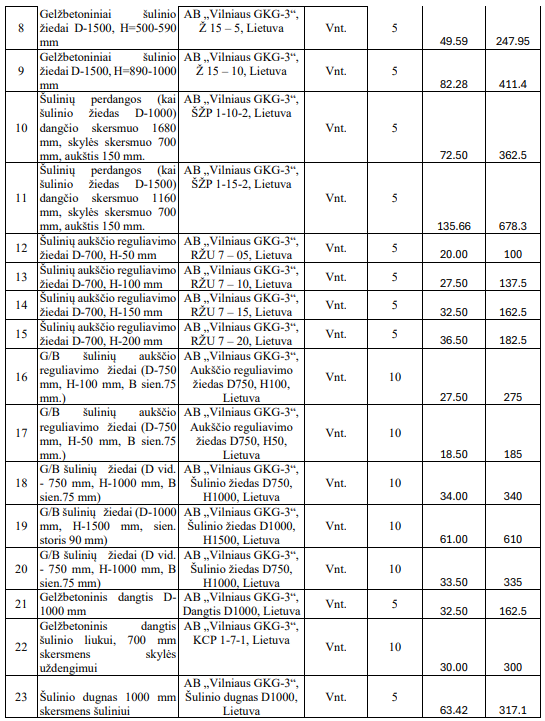 8 Gelžbetoniniai šulinio žiedai D-1500, H=500-590 mm AB „Vilniaus GKG-3“, Ž 15 – 5, Lietuva Vnt. 5 49.59 247.95
9 Gelžbetoniniai šulinio žiedai D-1500, H=890-1000 mm AB „Vilniaus GKG-3“, Ž 15 – 10, Lietuva Vnt. 5 82.28 411.4
10 Šulinių perdangos (kai šulinio žiedas D-1000) dangčio skersmuo 1680 mm, skylės skersmuo 700 mm, aukštis 150 mm. AB „Vilniaus GKG-3“, ŠŽP 1-10-2, Lietuva Vnt. 5 72.50 362.5
11 Šulinių perdangos (kai šulinio žiedas D-1500) dangčio skersmuo 1160 mm, skylės skersmuo 700 mm, aukštis 150 mm. AB „Vilniaus GKG-3“, ŠŽP 1-15-2, Lietuva Vnt. 5 135.66 678.3
12 Šulinių aukščio reguliavimo žiedai D-700, H-50 mm AB „Vilniaus GKG-3“, RŽU 7 – 05, Lietuva Vnt. 5 20.00 100
13 Šulinių aukščio reguliavimo žiedai D-700, H-100 mm AB „Vilniaus GKG-3“, RŽU 7 – 10, Lietuva Vnt. 5 27.50 137.5
14 Šulinių aukščio reguliavimo žiedai D-700, H-150 mm AB „Vilniaus GKG-3“, RŽU 7 – 15, Lietuva Vnt. 5 32.50 162.5
15 Šulinių aukščio reguliavimo žiedai D-700, H-200 mm AB „Vilniaus GKG-3“, RŽU 7 – 20, Lietuva Vnt. 5 36.50 182.5
16 G/B šulinių aukščio reguliavimo žiedai (D-750 mm, H-100 mm, B sien.75 mm.) AB „Vilniaus GKG-3“, Aukščio reguliavimo žiedas D750, H100, Lietuva Vnt. 10 27.50 275
17 G/B šulinių aukščio reguliavimo žiedai (D-750 mm, H-50 mm, B sien.75 mm.) AB „Vilniaus GKG-3“, Aukščio reguliavimo žiedas D750, H50, Lietuva Vnt. 10 18.50 185
18 G/B šulinių žiedai (D vid. - 750 mm, H-1000 mm, B sien.75 mm) AB „Vilniaus GKG-3“, Šulinio žiedas D750, H1000, Lietuva Vnt. 10 34.00 340
19 G/B šulinių žiedai (D-1000 mm, H-1500 mm, sien. storis 90 mm) AB „Vilniaus GKG-3“, Šulinio žiedas D1000, H1500, Lietuva Vnt. 10 61.00 610
20 G/B šulinių žiedai (D vid. - 750 mm, H-1000 mm, B sien.75 mm) AB „Vilniaus GKG-3“, Šulinio žiedas D750, H1000, Lietuva Vnt. 10 33.50 335
21 Gelžbetoninis dangtis D-1000 mm AB „Vilniaus GKG-3“, Dangtis D1000, Lietuva Vnt. 5 32.50 162.5
22 Gelžbetoninis dangtis šulinio liukui, 700 mm skersmens skylės uždengimui AB „Vilniaus GKG-3“, KCP 1-7-1, Lietuva Vnt. 10 30.00 300
23 Šulinio dugnas 1000 mm skersmens šuliniui AB „Vilniaus GKG-3“, Šulinio dugnas D1000, Lietuva Vnt. 5 63.42 317.1